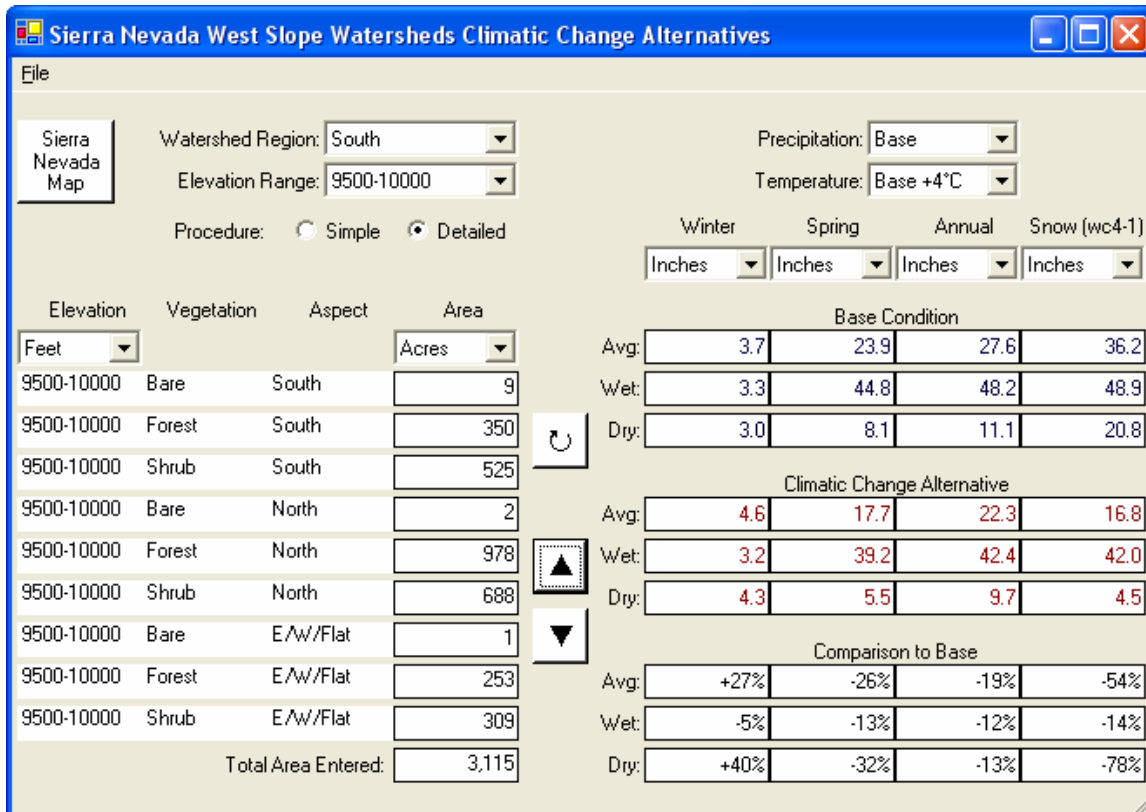 Sierra Nevada West Slope Watersheds Climatic Change Alternatives
File
Sierra
Nevada
Map
Watershed Region: South
Elevation Range: 9500-10000
Procedure: Simple Detailed
Precipitation: Base
Temperature: Base +4°C
Winter Spring Annual Snow (wc4-1)
Inches Inches Inches Inches
Elevation Vegetation Aspect Area
Feet Acres
9500-10000 Bare South 9
9500-10000 Forest South 350
9500-10000 Shrub South 525
9500-10000 Bare North 2
9500-10000 Forest North 978
9500-10000 Shrub North 688
9500-10000 Bare E/W/Flat 1
9500-10000 Forest E/W/Flat 253
9500-10000 Shrub E/W/Flat 309
Total Area Entered: 3,115
Base Condition
Avg: 3.7 23.9 27.6 36.2
Wet: 3.3 44.8 48.2 48.9
Dry: 3.0 8.1 11.1 20.8
Climatic Change Alternative
Avg: 4.6 17.7 22.3 16.8
Wet: 3.2 39.2 42.4 42.0
Dry: 4.3 5.5 9.7 4.5
Comparison to Base
Avg: +27% -26% -19% -54%
Wet: -5% -13% -12% -14%
Dry: +40% -32% -13% -78%